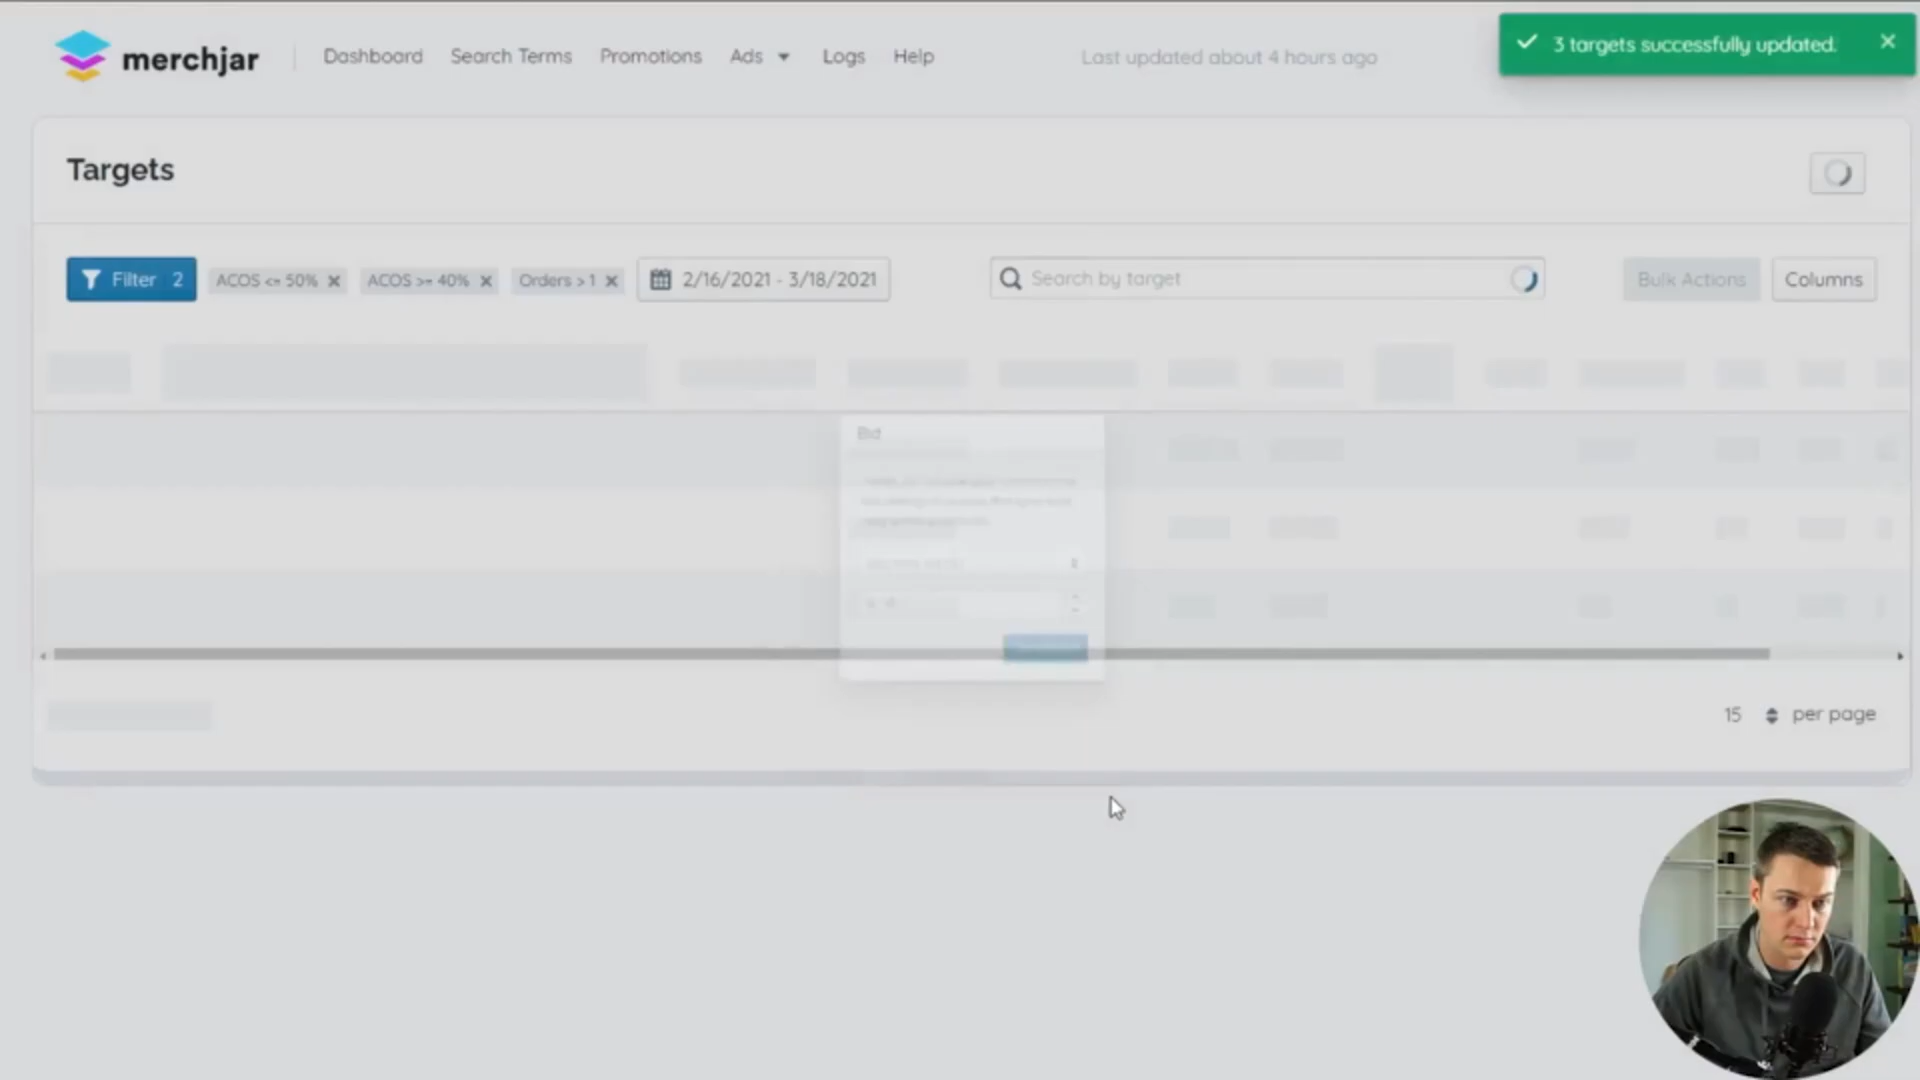 merchjar
Dashboard Search Terms Promotions Ads Logs Help
Last updated about 4 hours ago
3 targets successfully updated.
Targets
Filter 2
ACOS <= 50%
ACOS >= 40%
Orders > 1
2/16/2021 - 3/18/2021
Search by target
Bulk Actions
Columns
Bid
15 per page